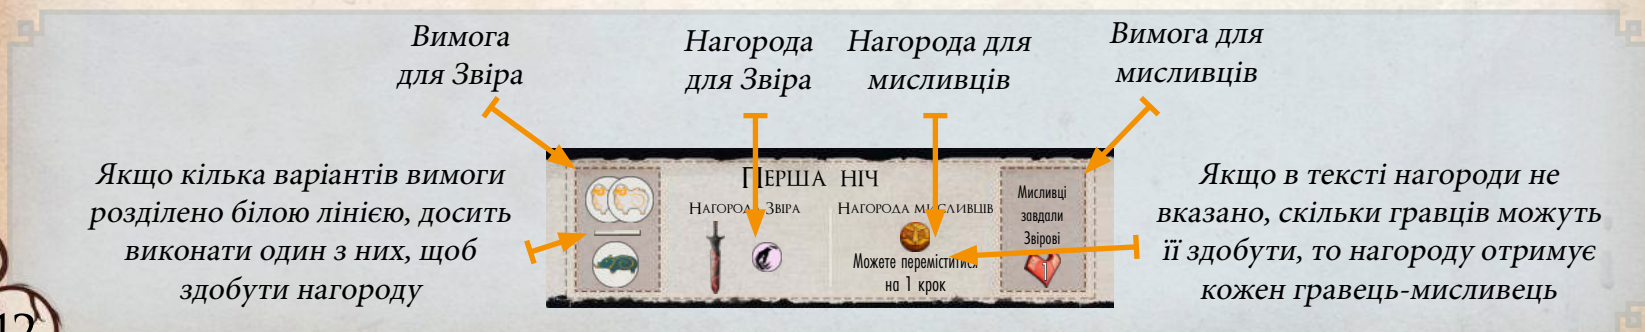 Вимога
для Звіра
Нагорода
для Звіра
Нагорода для
мисливців
Вимога для
мисливців
Якщо кілька варіантів вимоги
розділено білою лінією, досить
виконати один з них, щоб
здобути нагороду
Перша ніч
Нагорода Звіра
Нагорода мисливців
Можете переміститися
на 1 крок
Мисливці
завдали
Звірові
1
Якщо в тексті нагороди не
вказано, скільки гравців можуть
її здобути, то нагороду отримує
кожен гравець-мисливець
12